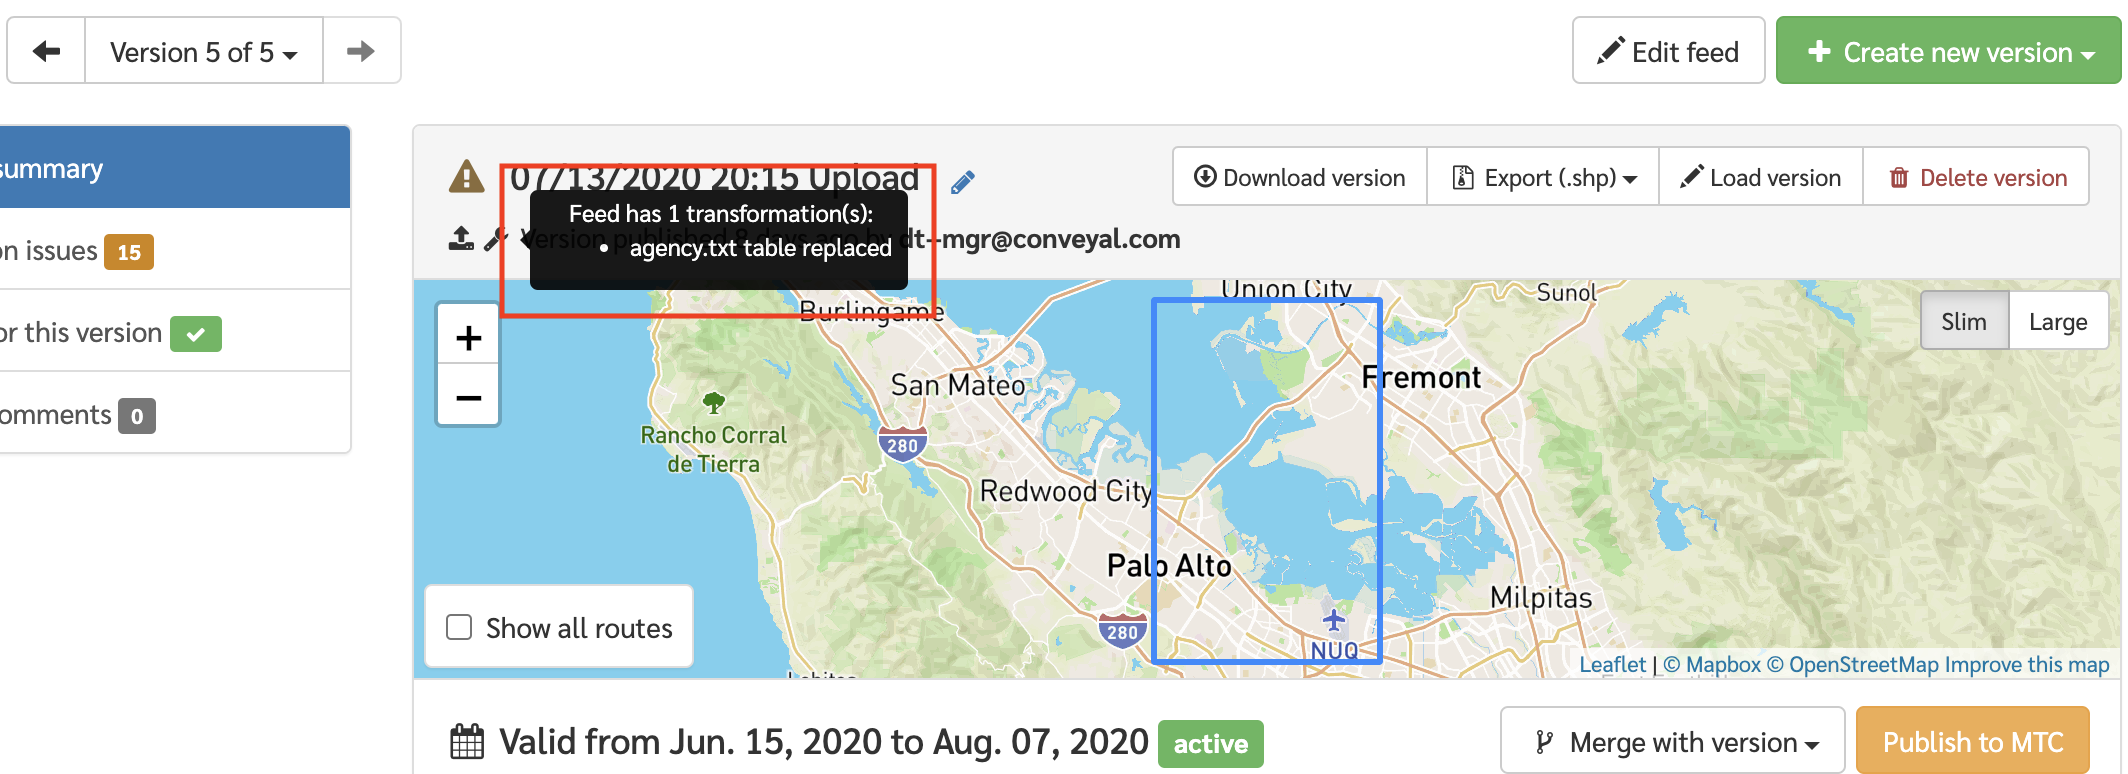 Version 5 of 5
Edit feed
+ Create new version
summary
on issues 15
or this version
omments 0
07/13/2020 20:15 Upload
Download version
Export (.shp)
Load version
Delete version
Version published 8 days ago by dt-mgr@conveyal.com
Feed has 1 transformation(s):
• agency.txt table replaced
+
−
Slim
Large
Union City
Sunol
Burlingame
San Mateo
Fremont
Rancho Corral
de Tierra
280
Redwood City
Palo Alto
Milpitas
280
NUQ
Show all routes
Leaflet | © Mapbox © OpenStreetMap Improve this map
Valid from Jun. 15, 2020 to Aug. 07, 2020 active
Merge with version
Publish to MTC